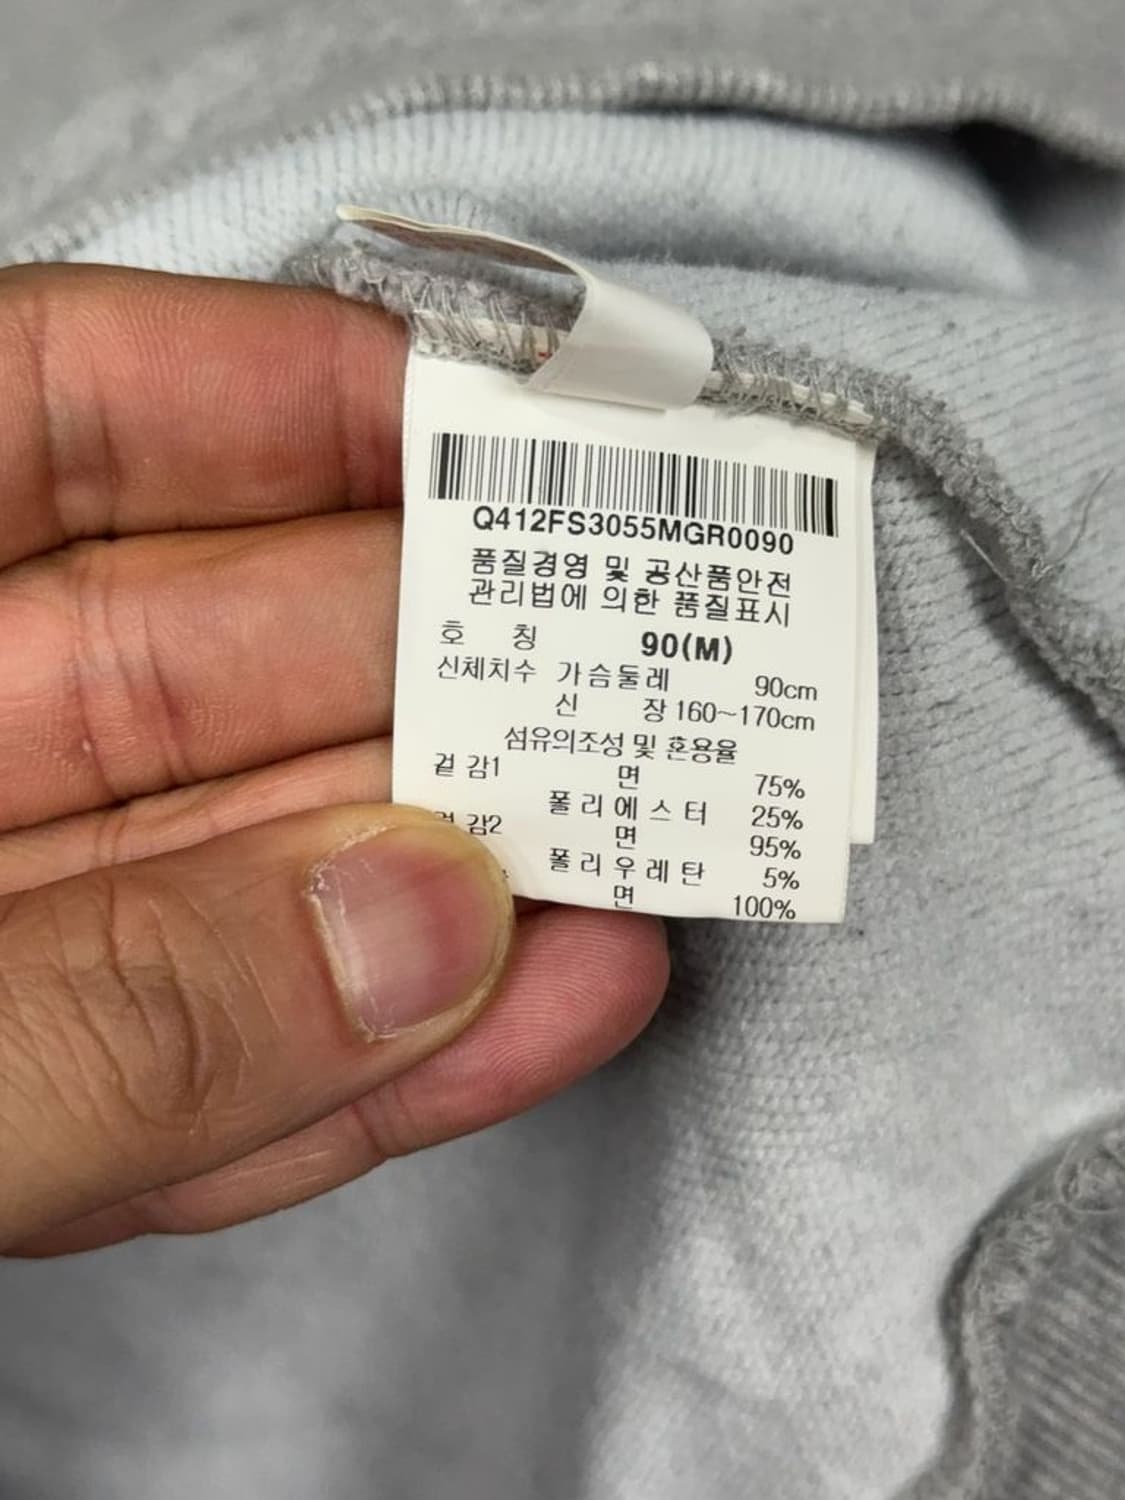 Q412FS3055MGR0090
품질경영 및 공산품안전
관리법에 의한 품질표시
호 칭 90(M)
신체치수 가슴둘레 90cm
신 장 160~170cm
섬유의조성 및 혼용율
겉 감1 면 75%
폴리에스터 25%
겉 감2 면 95%
폴리우레탄 5%
면 100%